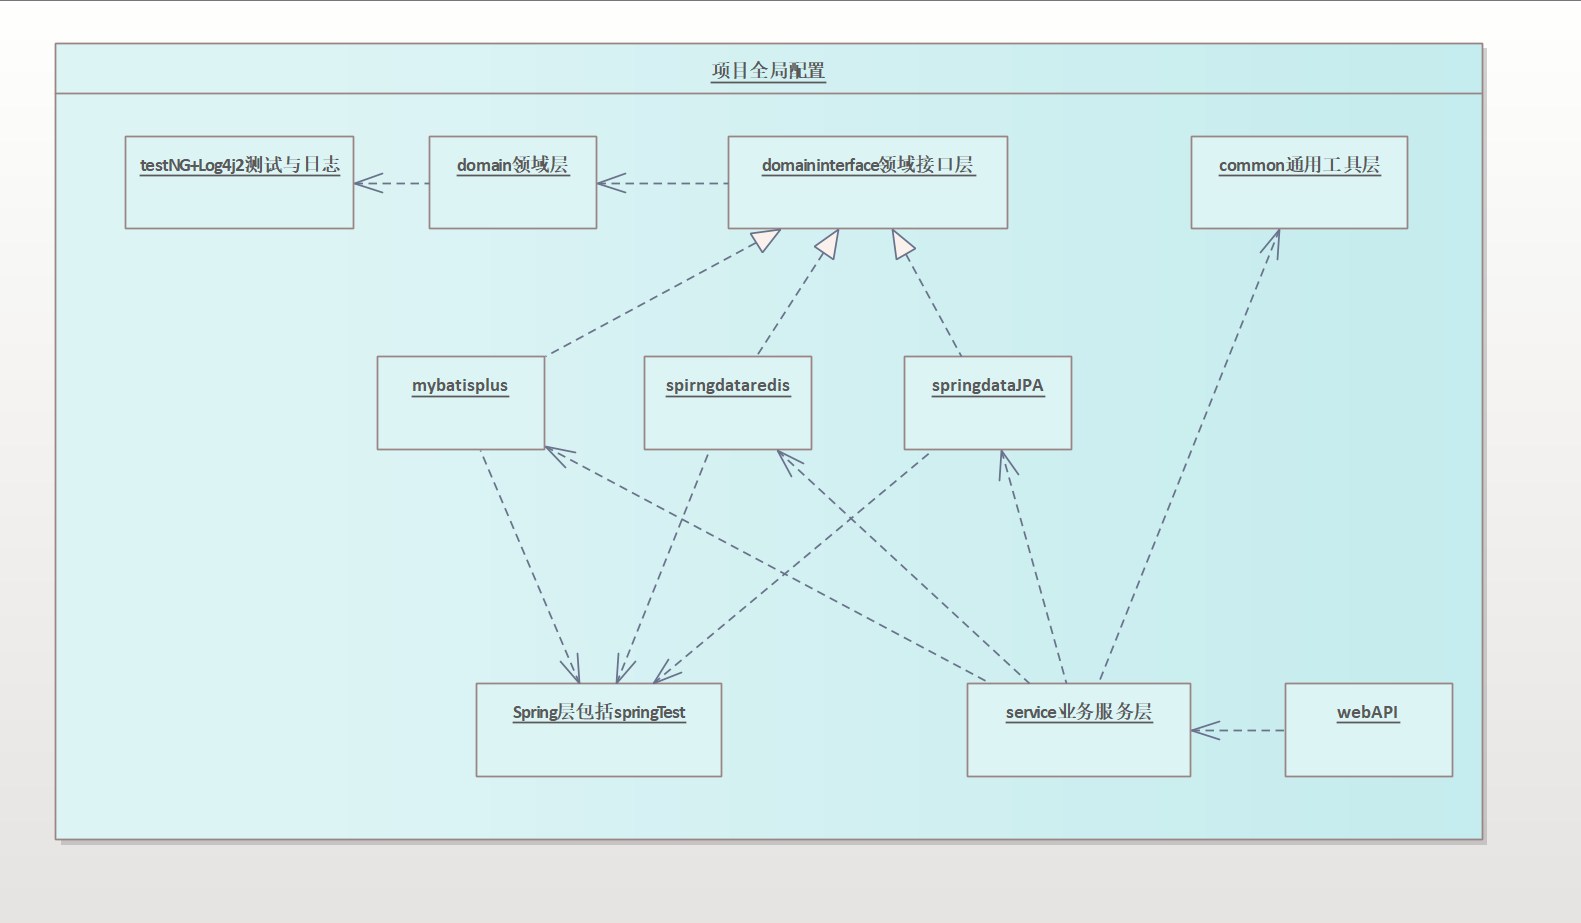 项目全局配置
testNG+Log4j2测试与日志
domain领域层
domaininterface领域接口层
common通用工具层
mybatisplus
spirngdataredis
springdataJPA
Spring层包括springTest
service业务服务层
webAPI